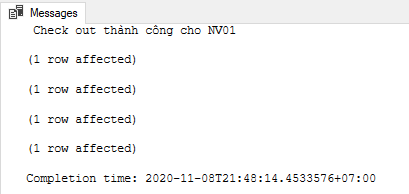 Messages
Check out thành công cho NV01
(1 row affected)
(1 row affected)
(1 row affected)
(1 row affected)
Completion time: 2020-11-08T21:48:14.4533576+07:00